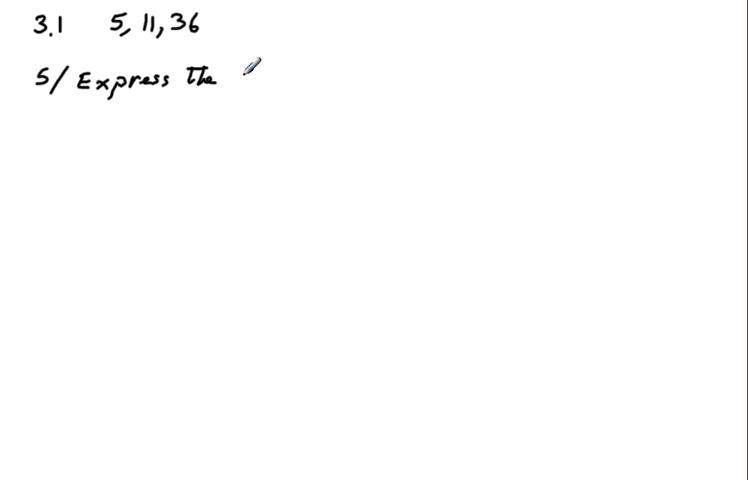 3.1 5, 11, 36
5/ Express the